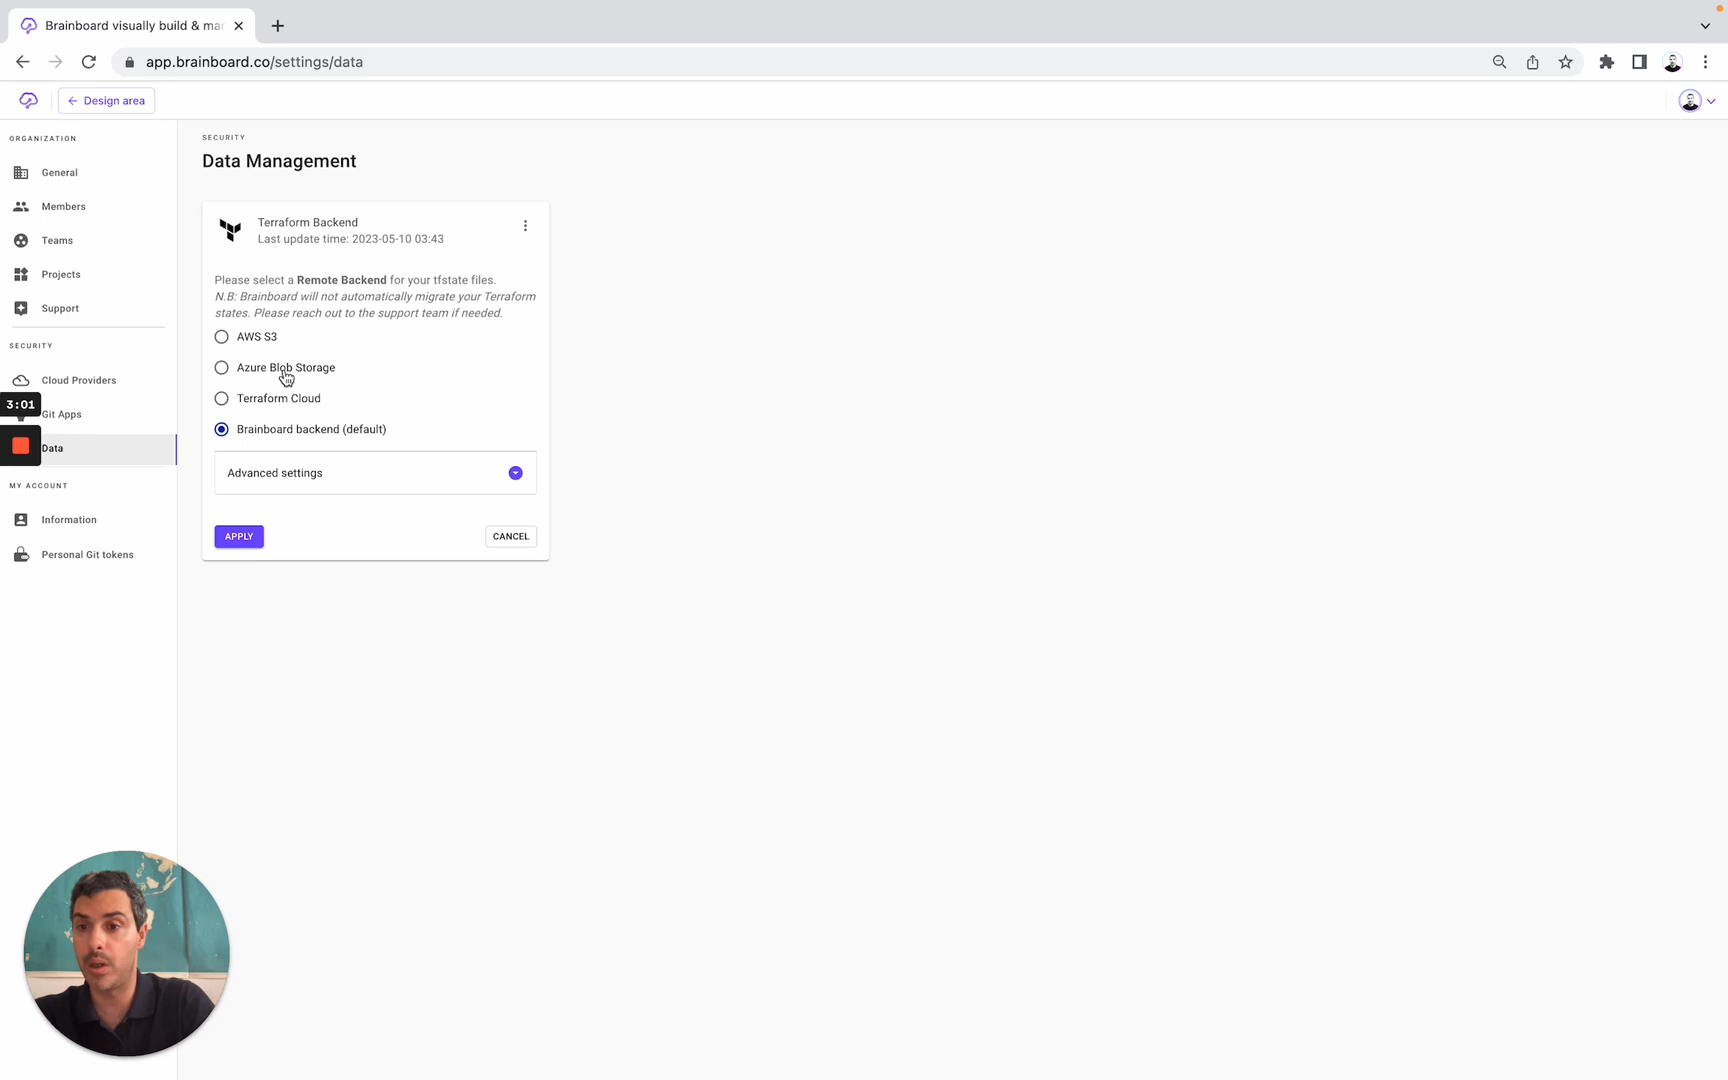 Brainboard visually build & ma
app.brainboard.co/settings/data
Design area
ORGANIZATION
General
Members
Teams
Projects
Support
SECURITY
Cloud Providers
3:01
Git Apps
Data
MY ACCOUNT
Information
Personal Git tokens
SECURITY
Data Management
Terraform Backend
Last update time: 2023-05-10 03:43
Please select a Remote Backend for your tfstate files.
N.B: Brainboard will not automatically migrate your Terraform
states. Please reach out to the support team if needed.
AWS S3
Azure Blob Storage
Terraform Cloud
Brainboard backend (default)
Advanced settings
APPLY
CANCEL